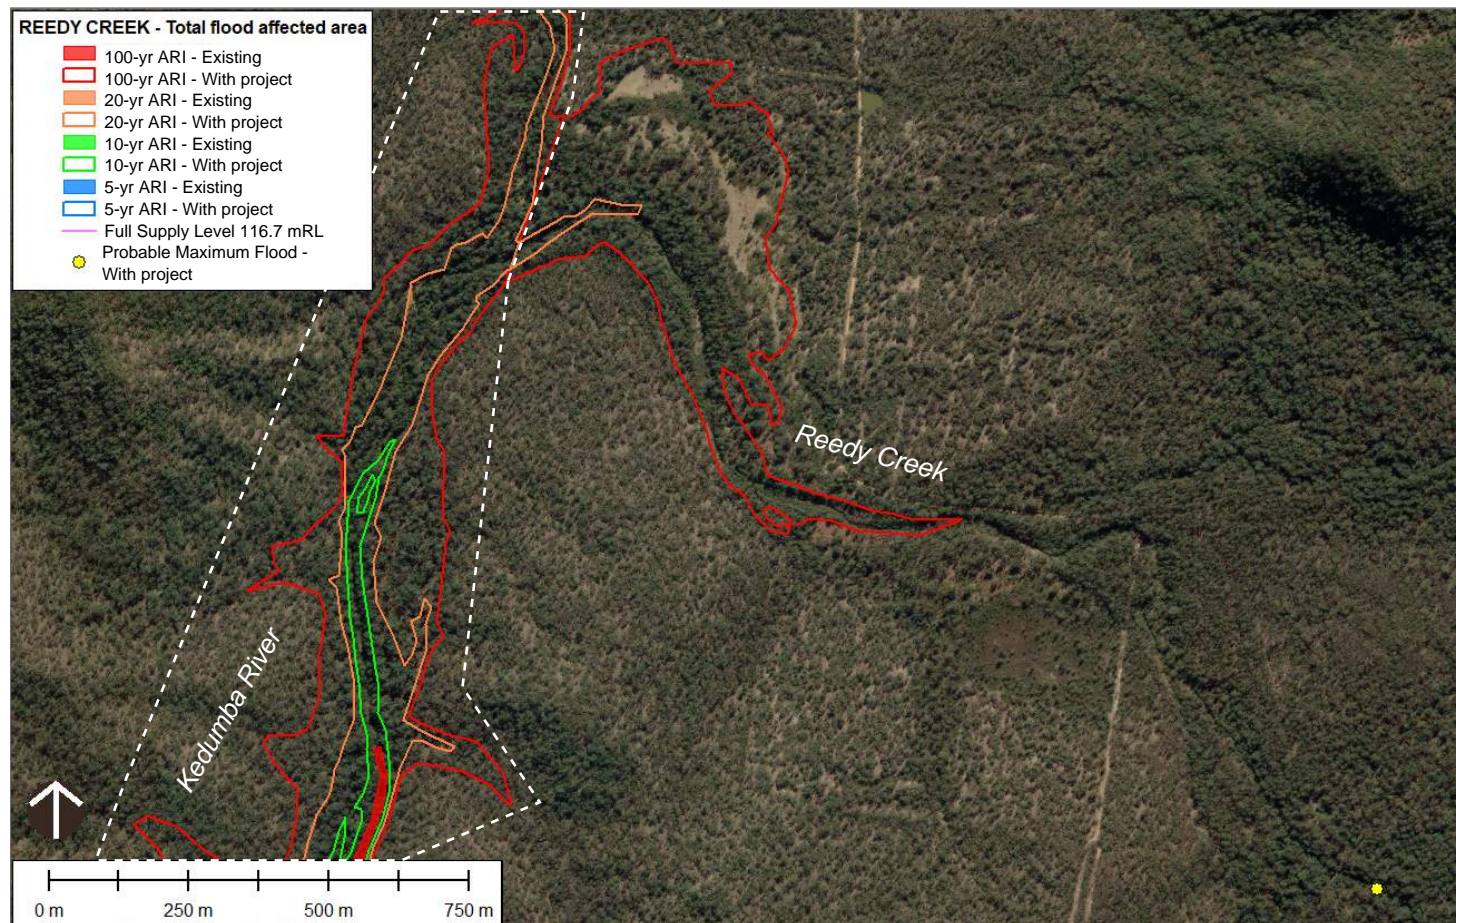 REEDY CREEK - Total flood affected area
100-yr ARI - Existing
100-yr ARI - With project
20-yr ARI - Existing
20-yr ARI - With project
10-yr ARI - Existing
10-yr ARI - With project
5-yr ARI - Existing
5-yr ARI - With project
Full Supply Level 116.7 mRL
Probable Maximum Flood -
With project
Reedy Creek
Kedumba River
0 m 250 m 500 m 750 m